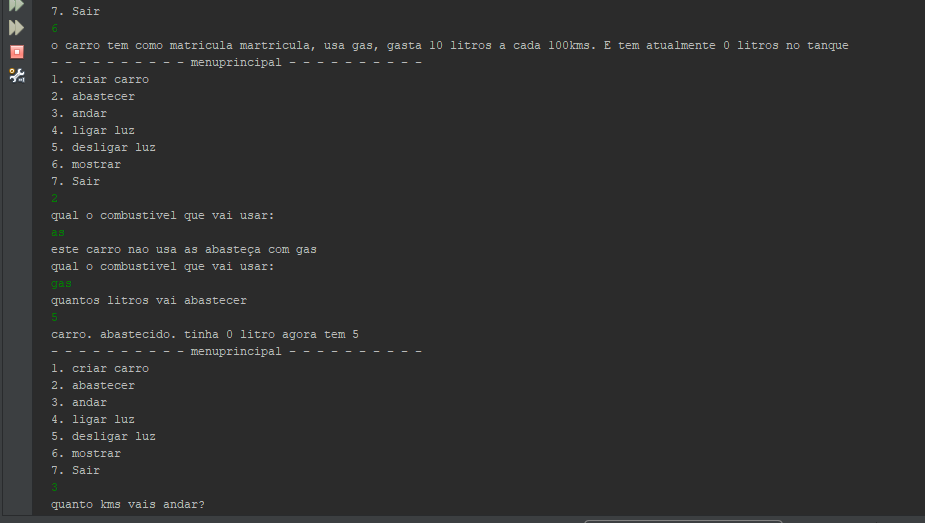 7. Sair
6
o carro tem como matricula martricula, usa gas, gasta 10 litros a cada 100kms. E tem atualmente 0 litros no tanque
- - - - - - - - - - menuprincipal - - - - - - - - - -
1. criar carro
2. abastecer
3. andar
4. ligar luz
5. desligar luz
6. mostrar
7. Sair
2
qual o combustivel que vai usar:
as
este carro nao usa as abasteça com gas
qual o combustivel que vai usar:
gas
quantos litros vai abastecer
5
carro. abastecido. tinha 0 litro agora tem 5
- - - - - - - - - - menuprincipal - - - - - - - - - -
1. criar carro
2. abastecer
3. andar
4. ligar luz
5. desligar luz
6. mostrar
7. Sair
3
quanto kms vais andar?